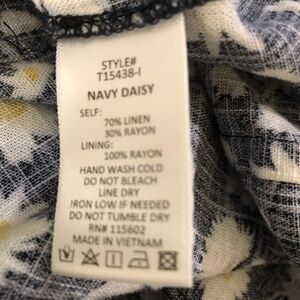 STYLE#
T15438-I
NAVY DAISY
SELF:
70% LINEN
30% RAYON
LINING:
100% RAYON
HAND WASH COLD
DO NOT BLEACH
LINE DRY
IRON LOW IF NEEDED
DO NOT TUMBLE DRY
RN# 115602
MADE IN VIETNAM